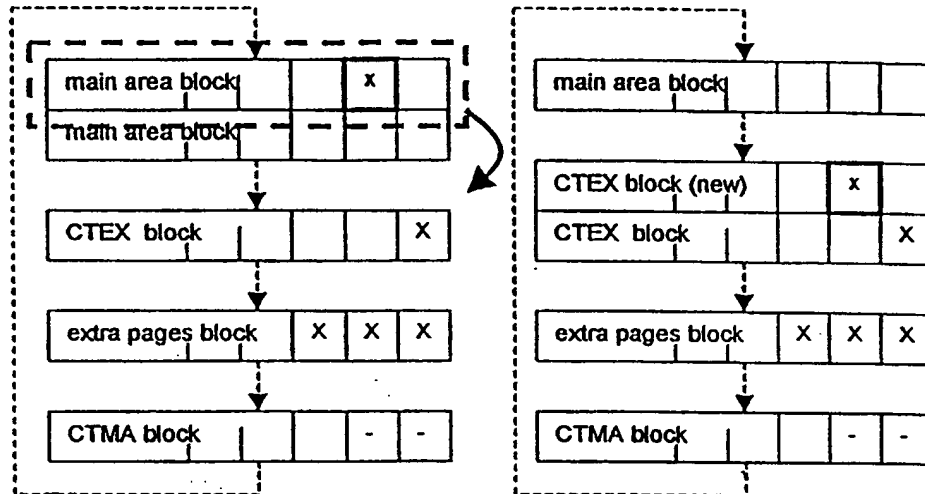 main area block x
main area block
CTEX block X
extra pages block X X X
CTMA block - -
main area block
CTEX block (new) x
CTEX block X
extra pages block X X X
CTMA block - -